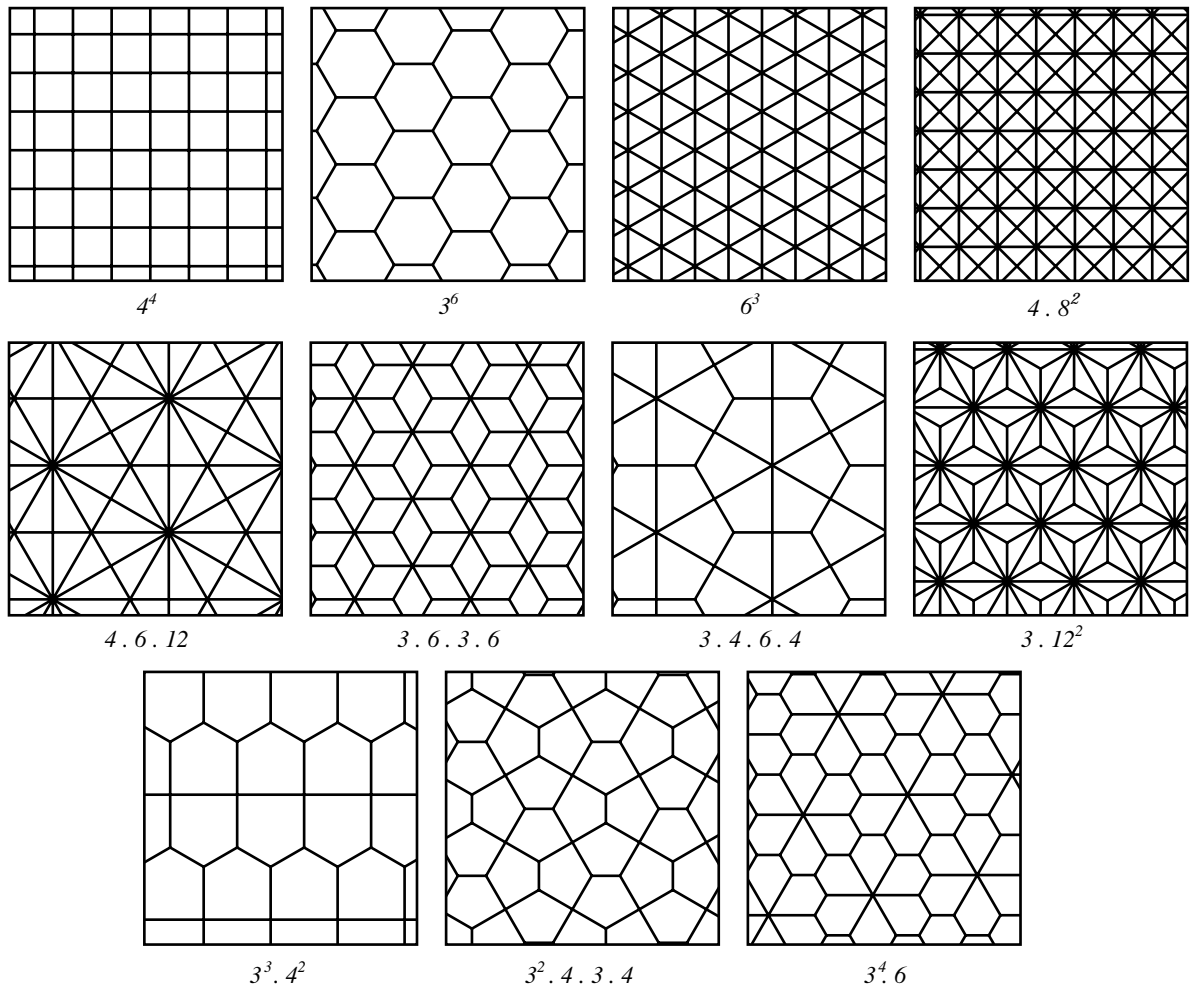 4⁴ 3⁶ 6³ 4 . 8²
4 . 6 . 12 3 . 6 . 3 . 6 3 . 4 . 6 . 4 3 . 12²
3³ . 4² 3² . 4 . 3 . 4 3⁴ . 6